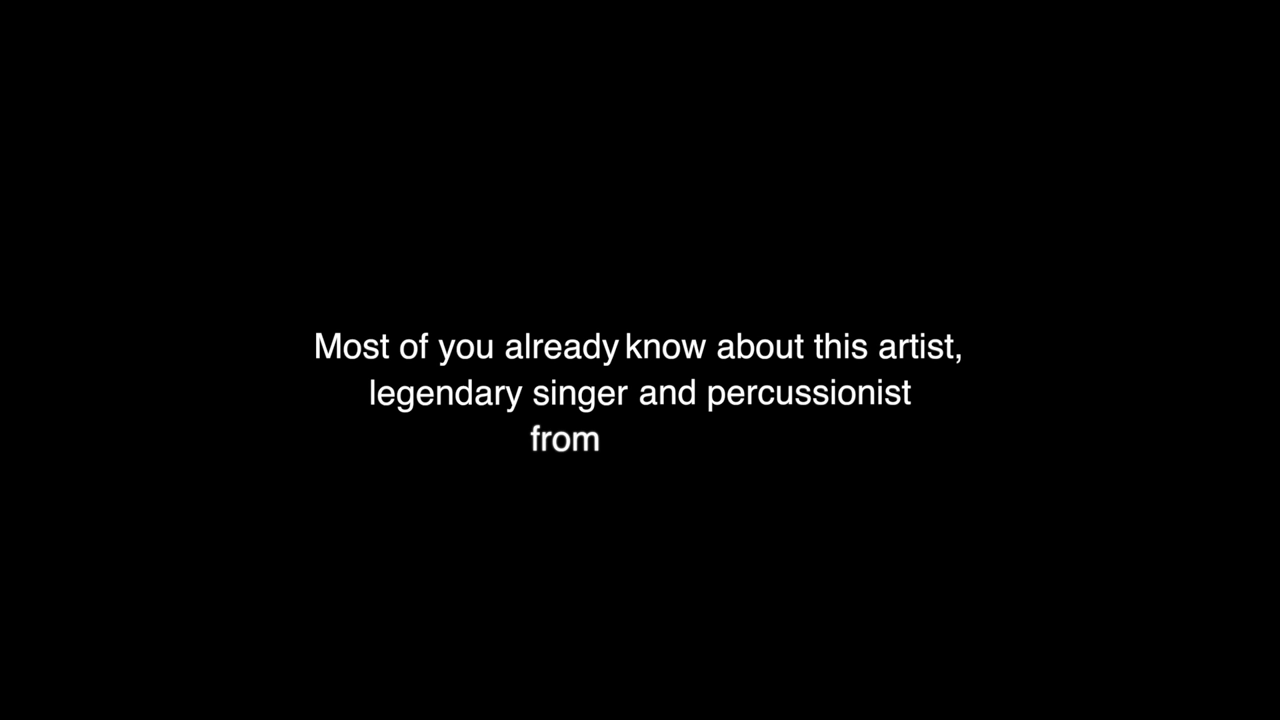 Most of you already know about this artist,
legendary singer and percussionist
from